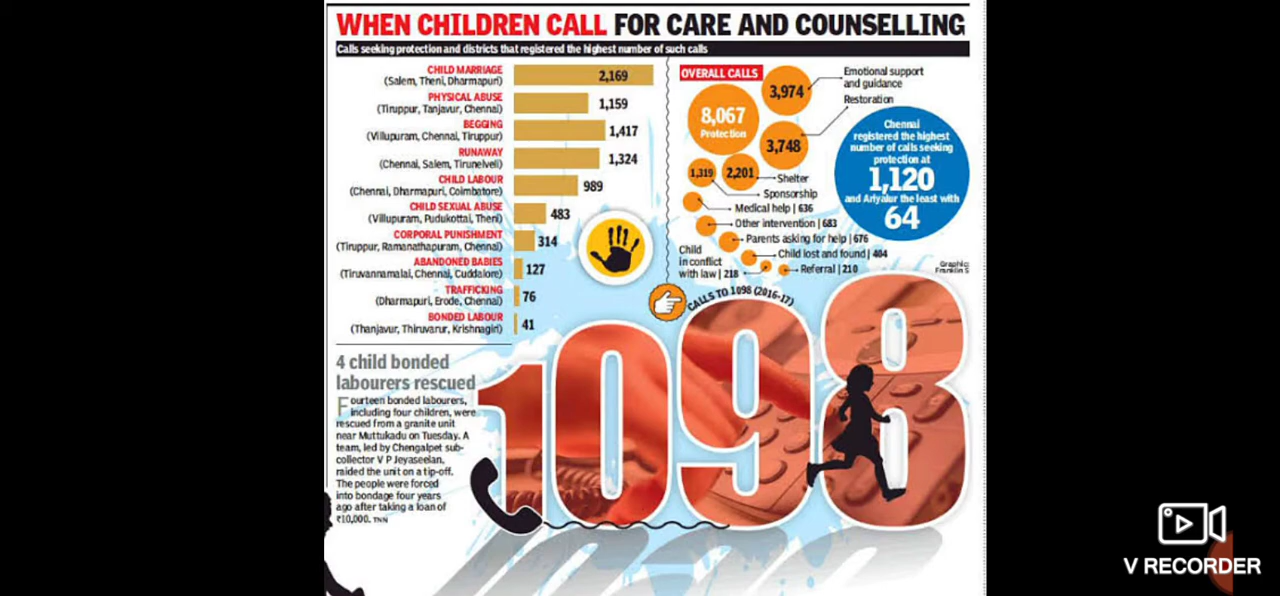 WHEN CHILDREN CALL FOR CARE AND COUNSELLING
Calls seeking protection and districts that registered the highest number of such calls
CHILD MARRIAGE
(Salem, Theni, Dharmapuri)
2,169
PHYSICAL ABUSE
(Tiruppur, Tanjavur, Chennai)
1,159
BEGGING
(Villupuram, Chennai, Tiruppur)
1,417
RUNAWAY
(Chennai, Salem, Tirunelveli)
1,324
CHILD LABOUR
(Chennai, Dharmapuri, Coimbatore)
989
CHILD SEXUAL ABUSE
(Villupuram, Pudukottai, Theni)
483
CORPORAL PUNISHMENT
(Tiruppur, Ramanathapuram, Chennai)
314
ABANDONED BABIES
(Tiruvannamalai, Chennai, Cuddalore)
127
TRAFFICKING
(Dharmapuri, Erode, Chennai)
76
BONDED LABOUR
(Thanjavur, Thiruvarur, Krishnagiri)
41
OVERALL CALLS
8,067
Protection
3,974
Emotional support
and guidance
Restoration
3,748
1,319
2,201
Shelter
Sponsorship
Medical help | 636
Other intervention | 683
Parents asking for help | 676
Child lost and found | 404
Child
in conflict
with law | 218
Referral | 210
Chennai
registered the highest
number of calls seeking
protection at
1,120
and Ariyalur the least with
64
Graphic:
Franklin S
CALLS TO 1098 (2016-17)
1098
4 child bonded
labourers rescued
Fourteen bonded labourers,
including four children, were
rescued from a granite unit
near Muttukadu on Tuesday. A
team, led by Chengalpet sub-
collector V P Jeyaseelan,
raided the unit on a tip-off.
The people were forced
into bondage four years
ago after taking a loan of
₹10,000. TNN
V RECORDER